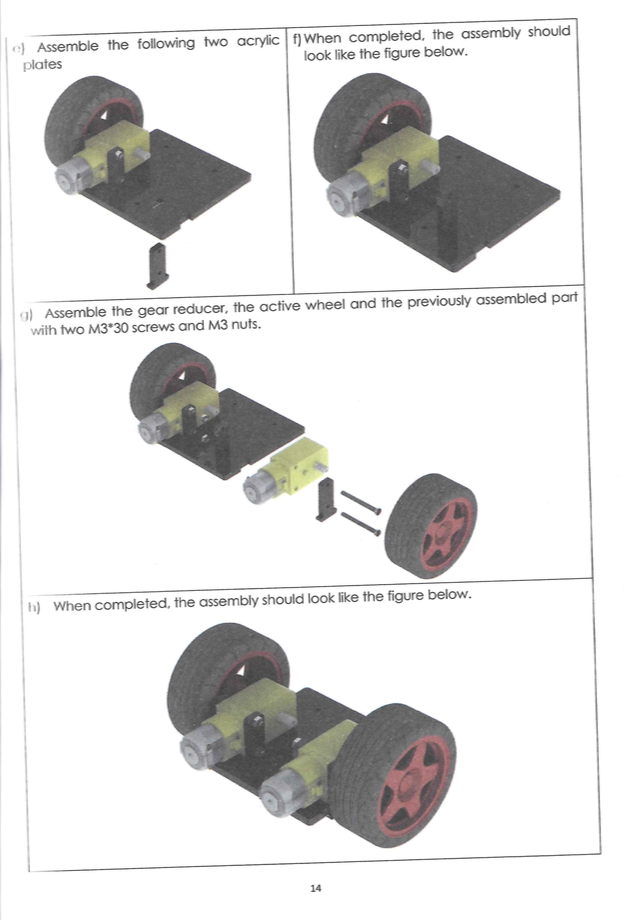 e) Assemble the following two acrylic
plates
f) When completed, the assembly should
look like the figure below.
g) Assemble the gear reducer, the active wheel and the previously assembled part
with two M3*30 screws and M3 nuts.
h) When completed, the assembly should look like the figure below.
14